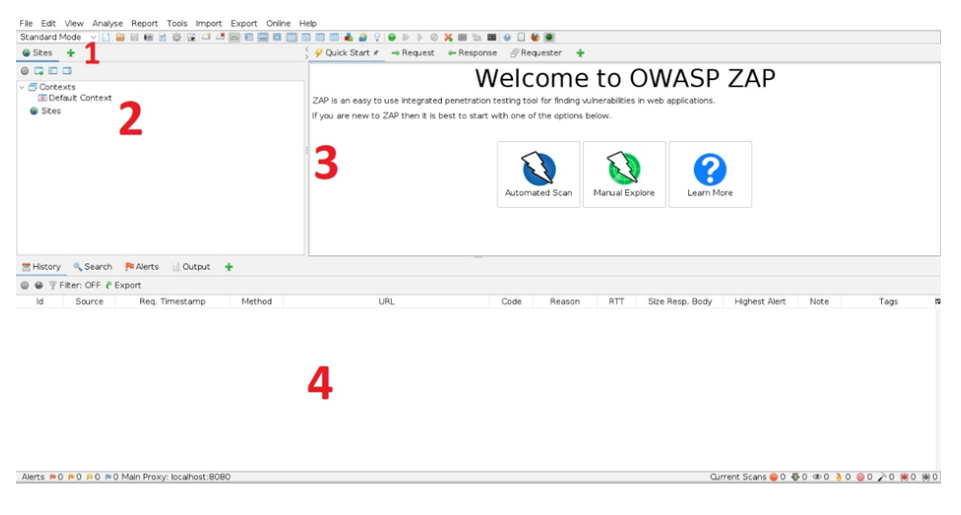 File Edit View Analyse Report Tools Import Export Online Help
Standard Mode
Sites 1 Quick Start Request Response Requester
Contexts
Default Context
Sites
2
Welcome to OWASP ZAP
ZAP is an easy to use integrated penetration testing tool for finding vulnerabilities in web applications.
If you are new to ZAP then it is best to start with one of the options below.
3
Automated Scan Manual Explore Learn More
History Search Alerts Output
Filter: OFF Export
Id Source Req. Timestamp Method URL Code Reason RTT Size Resp. Body Highest Alert Note Tags
4
Alerts 0 0 0 0 Main Proxy: localhost:8080 Current Scans 0 0 0 0 0 0 0 0